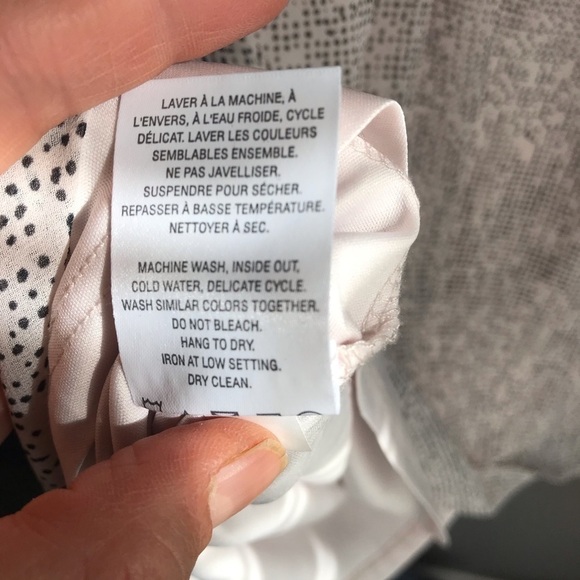 LAVER À LA MACHINE, À
L'ENVERS, À L'EAU FROIDE, CYCLE
DÉLICAT. LAVER LES COULEURS
SEMBLABLES ENSEMBLE.
NE PAS JAVELLISER.
SUSPENDRE POUR SÉCHER.
REPASSER À BASSE TEMPÉRATURE.
NETTOYER À SEC.
MACHINE WASH, INSIDE OUT,
COLD WATER, DELICATE CYCLE.
WASH SIMILAR COLORS TOGETHER.
DO NOT BLEACH.
HANG TO DRY.
IRON AT LOW SETTING.
DRY CLEAN.